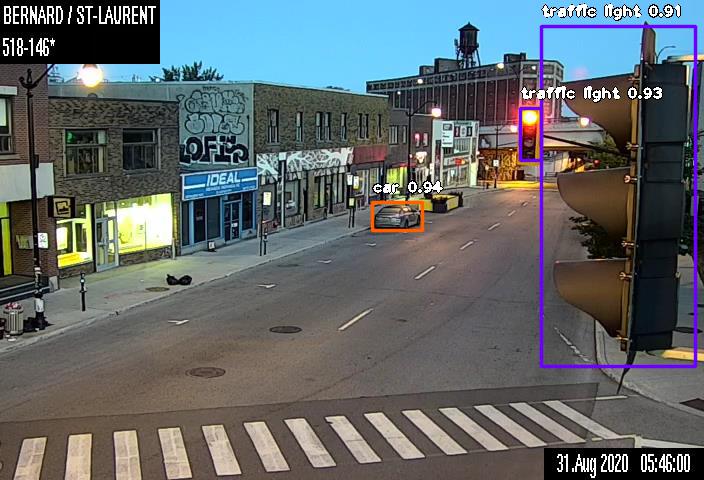 BERNARD / ST-LAURENT
518-146*
traffic light 0.91
traffic light 0.93
IDEAL
car 0.94
31.Aug 2020 05:46:00